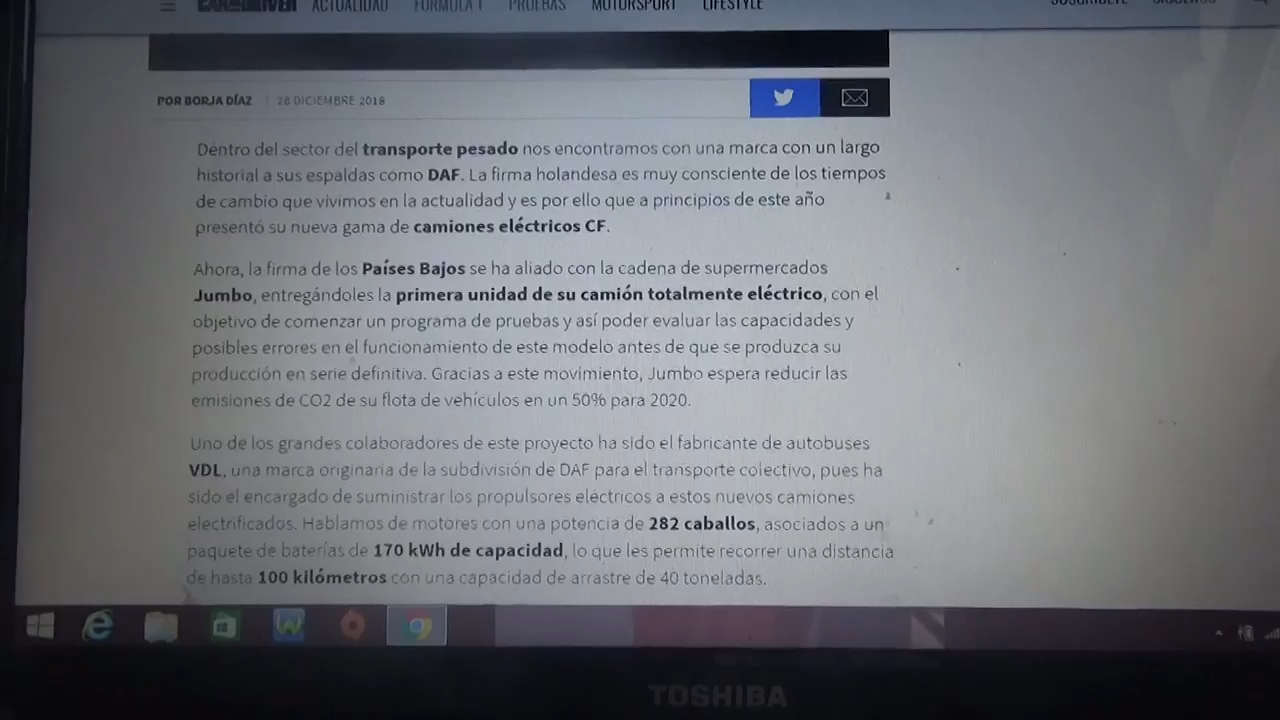 ACTUALIDAD FÓRMULA 1 PRUEBAS MOTORSPORT LIFESTYLE
POR BORJA DÍAZ 28 DICIEMBRE 2018
Dentro del sector del transporte pesado nos encontramos con una marca con un largo
historial a sus espaldas como DAF. La firma holandesa es muy consciente de los tiempos
de cambio que vivimos en la actualidad y es por ello que a principios de este año
presentó su nueva gama de camiones eléctricos CF.
Ahora, la firma de los Países Bajos se ha aliado con la cadena de supermercados
Jumbo, entregándoles la primera unidad de su camión totalmente eléctrico, con el
objetivo de comenzar un programa de pruebas y así poder evaluar las capacidades y
posibles errores en el funcionamiento de este modelo antes de que se produzca su
producción en serie definitiva. Gracias a este movimiento, Jumbo espera reducir las
emisiones de CO2 de su flota de vehículos en un 50% para 2020.
Uno de los grandes colaboradores de este proyecto ha sido el fabricante de autobuses
VDL, una marca originaria de la subdivisión de DAF para el transporte colectivo, pues ha
sido el encargado de suministrar los propulsores eléctricos a estos nuevos camiones
electrificados. Hablamos de motores con una potencia de 282 caballos, asociados a un
paquete de baterías de 170 kWh de capacidad, lo que les permite recorrer una distancia
de hasta 100 kilómetros con una capacidad de arrastre de 40 toneladas.
TOSHIBA